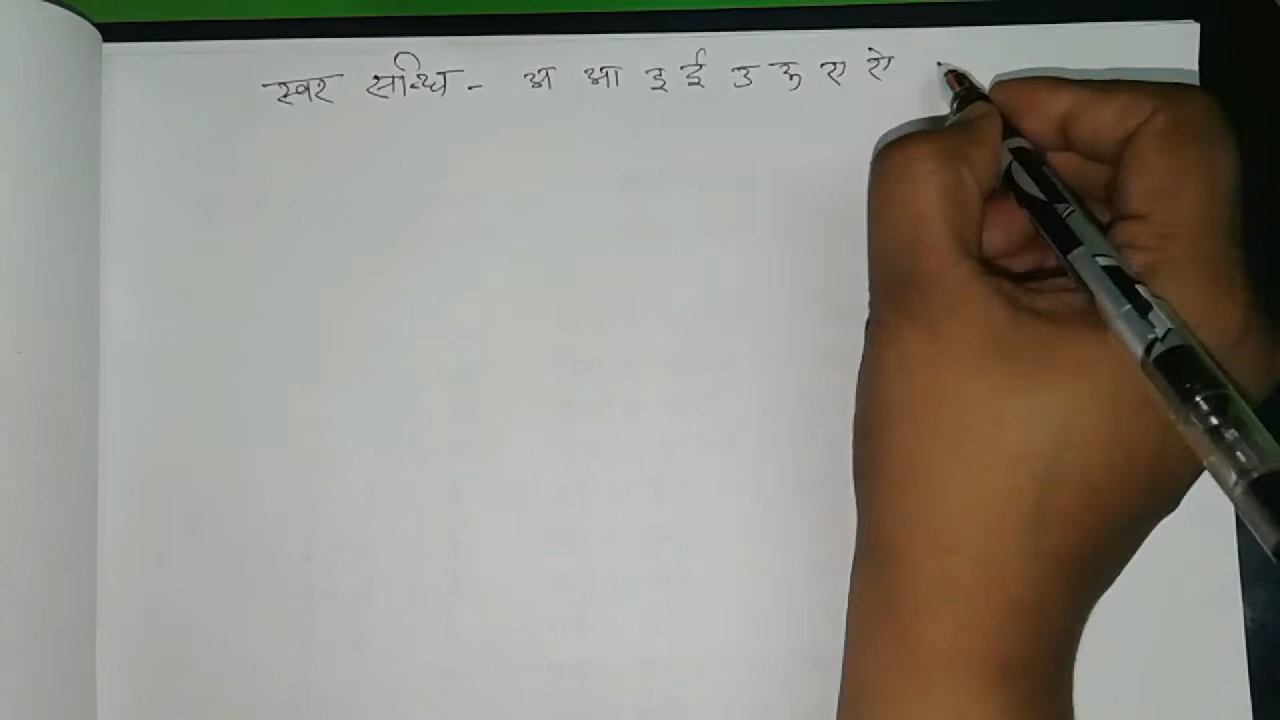 स्वर सन्धि - अ आ इ ई उ ऊ ए ऐ